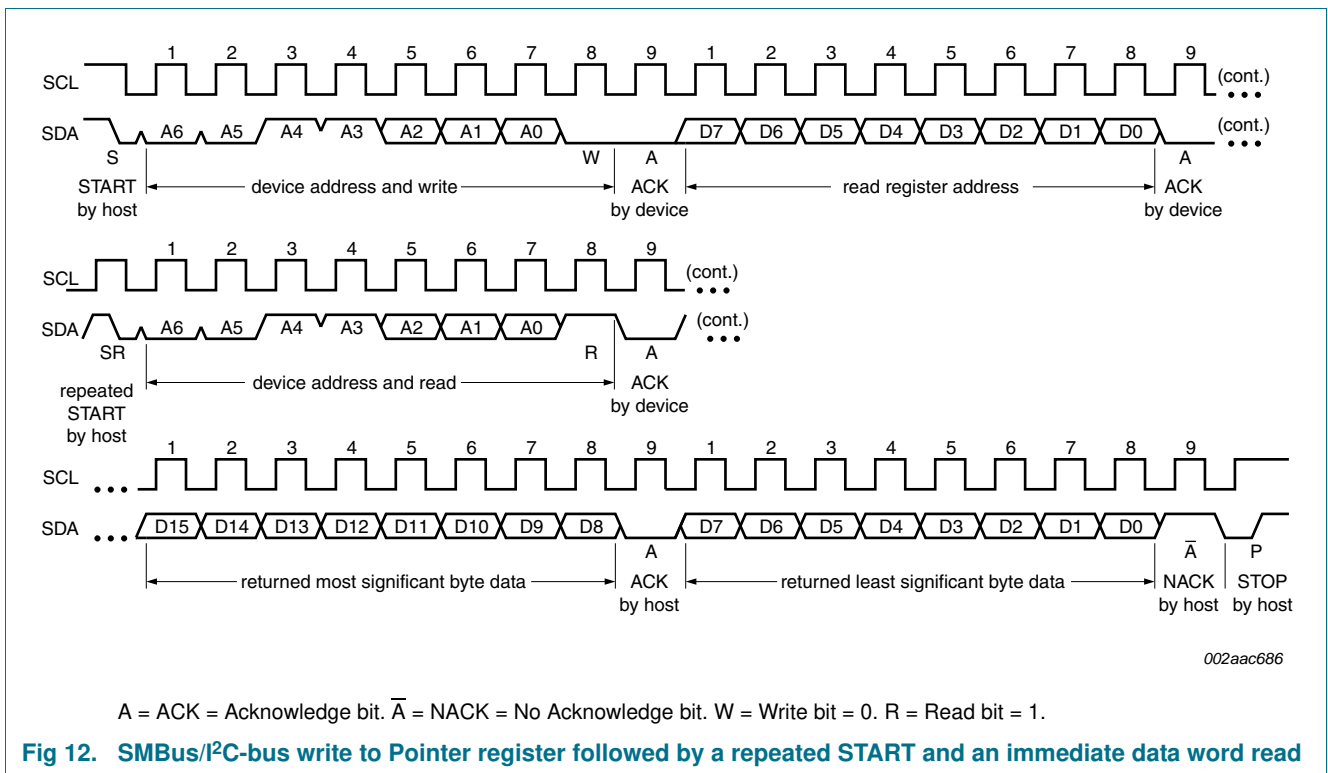 1 2 3 4 5 6 7 8 9 1 2 3 4 5 6 7 8 9
SCL (cont.)
SDA A6 A5 A4 A3 A2 A1 A0 D7 D6 D5 D4 D3 D2 D1 D0 (cont.)
S W A A
START by host
device address and write
ACK by device
read register address
ACK by device
1 2 3 4 5 6 7 8 9
SCL (cont.)
SDA A6 A5 A4 A3 A2 A1 A0 (cont.)
SR R A
repeated START by host
device address and read
ACK by device
1 2 3 4 5 6 7 8 9 1 2 3 4 5 6 7 8 9
SCL
SDA D15 D14 D13 D12 D11 D10 D9 D8 D7 D6 D5 D4 D3 D2 D1 D0
A A̅ P
returned most significant byte data
ACK by host
returned least significant byte data
NACK by host
STOP by host
002aac686
A = ACK = Acknowledge bit. A̅ = NACK = No Acknowledge bit. W = Write bit = 0. R = Read bit = 1.
Fig 12. SMBus/I²C-bus write to Pointer register followed by a repeated START and an immediate data word read